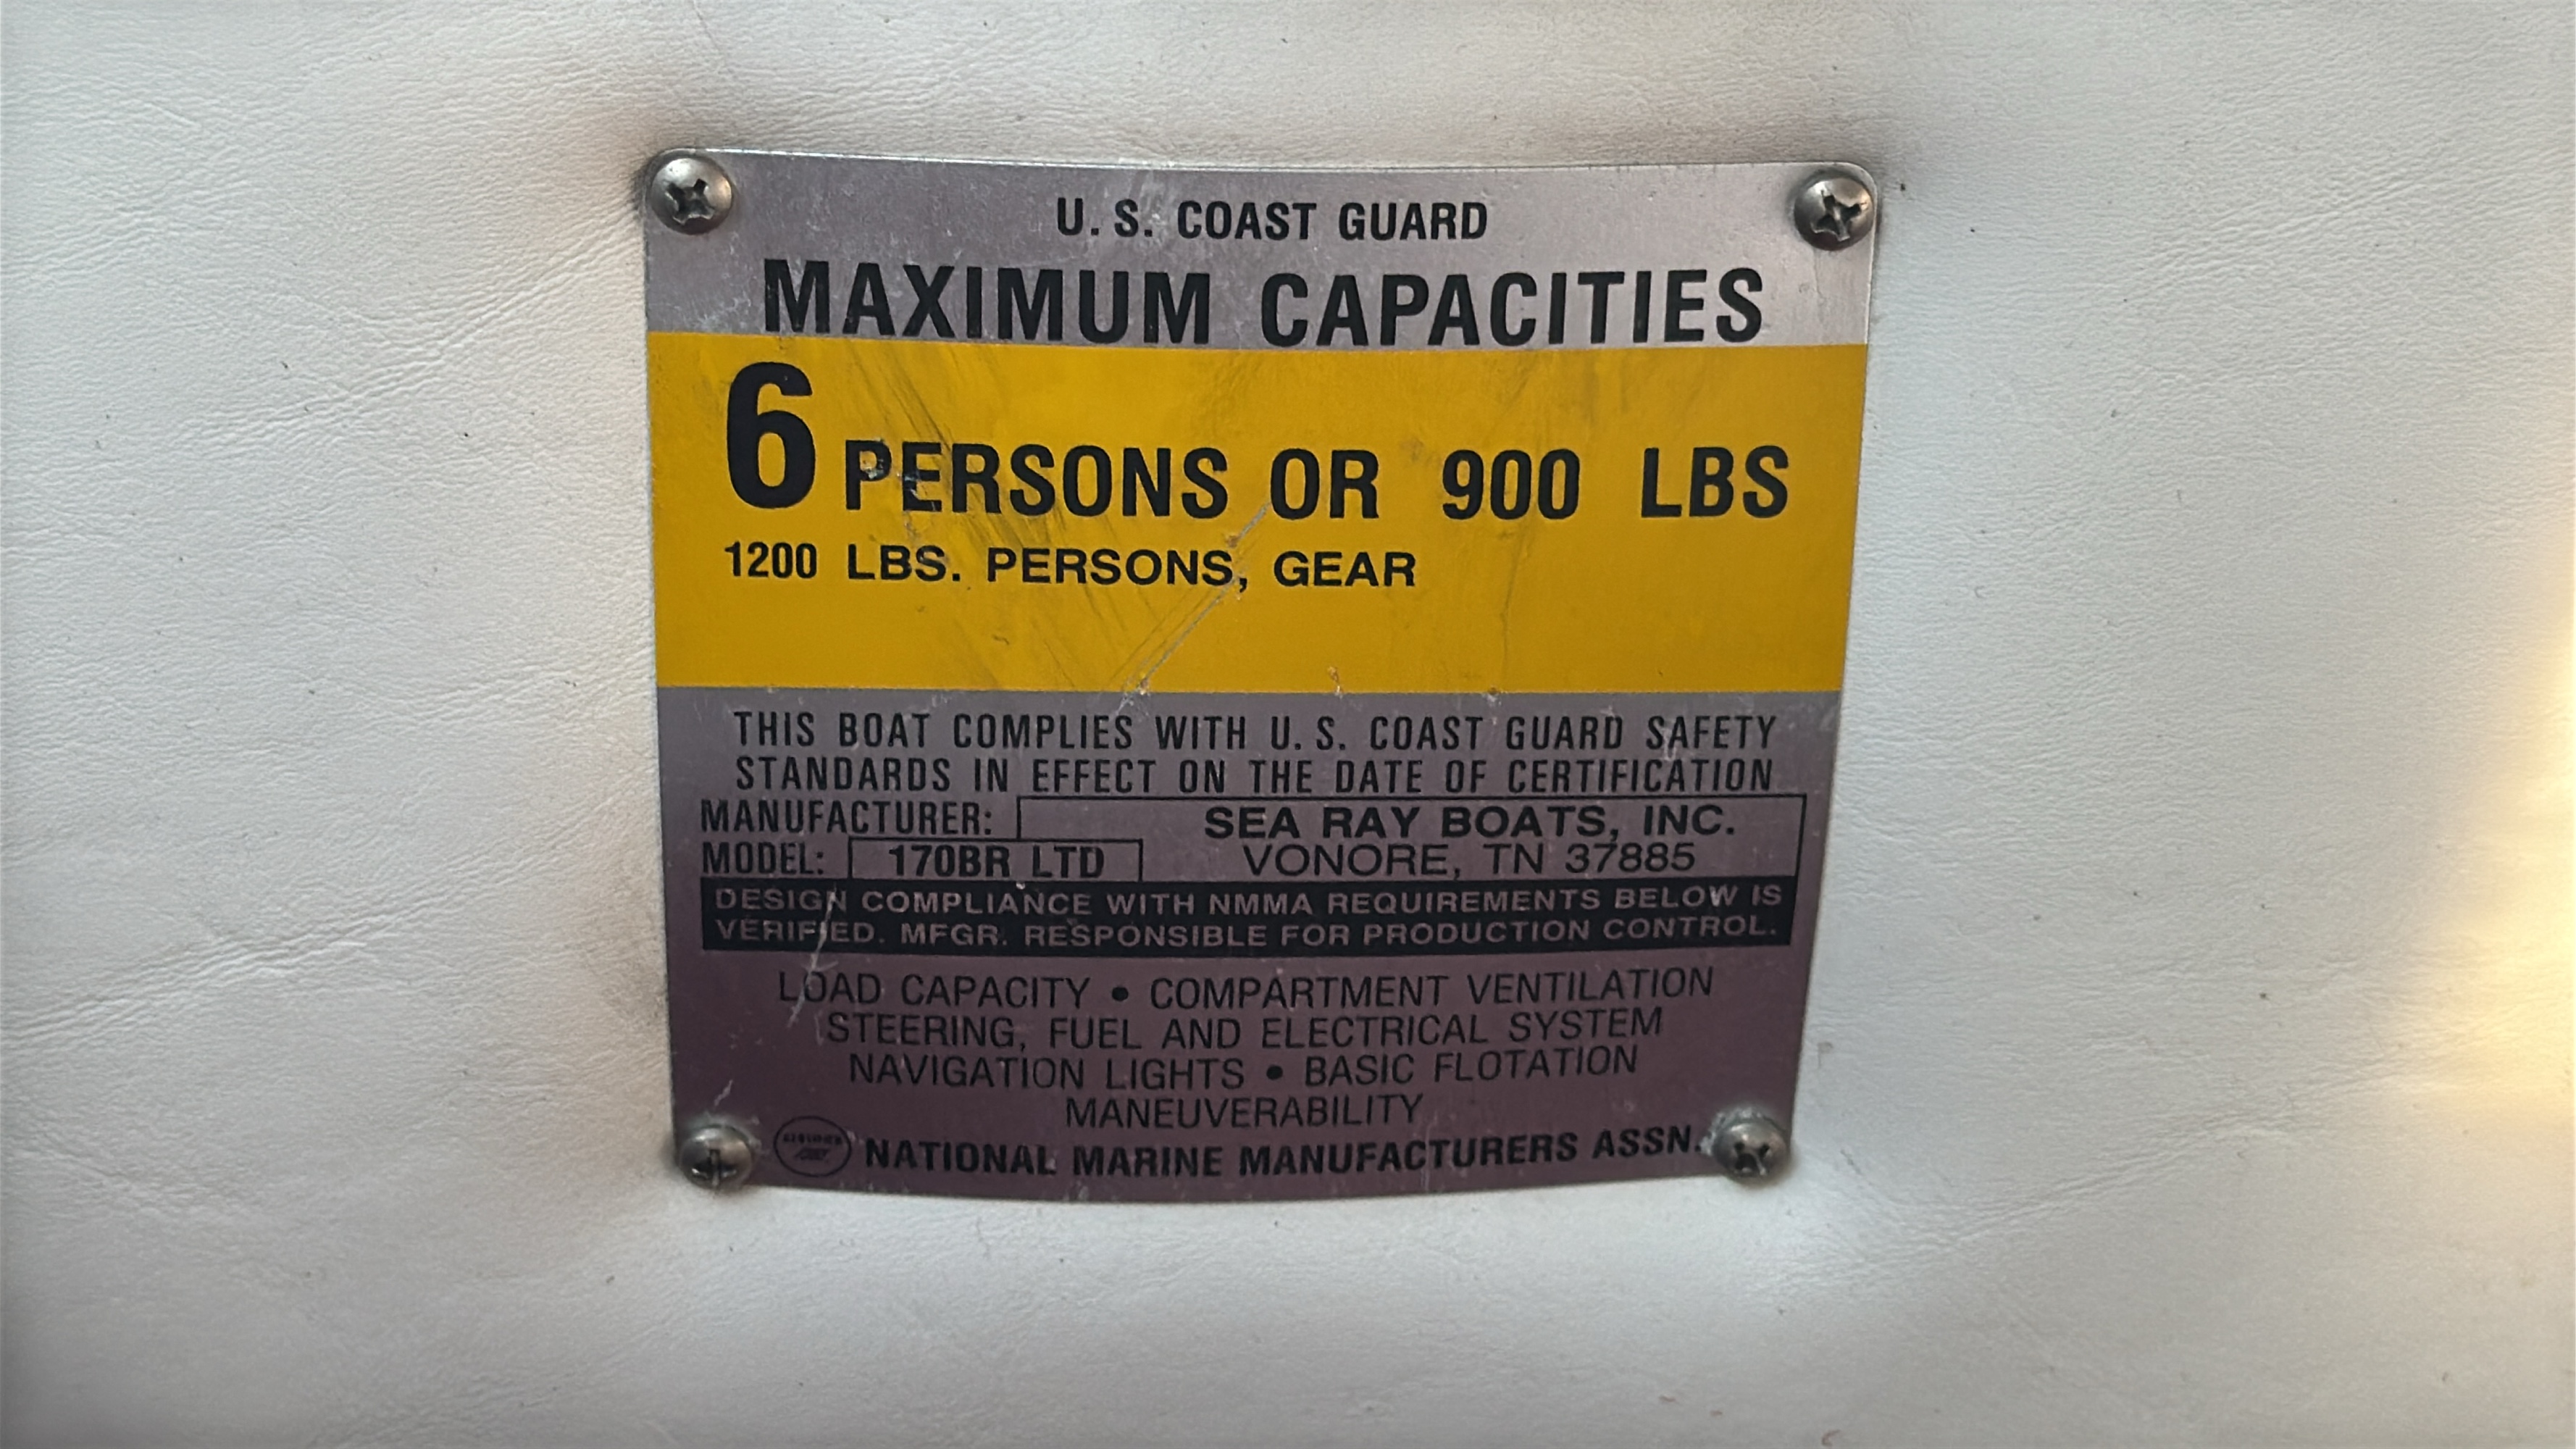 U. S. COAST GUARD
MAXIMUM CAPACITIES
6 PERSONS OR 900 LBS
1200 LBS. PERSONS, GEAR
THIS BOAT COMPLIES WITH U. S. COAST GUARD SAFETY
STANDARDS IN EFFECT ON THE DATE OF CERTIFICATION
MANUFACTURER: SEA RAY BOATS, INC.
MODEL: 170BR LTD VONORE, TN 37885
DESIGN COMPLIANCE WITH NMMA REQUIREMENTS BELOW IS
VERIFIED. MFGR. RESPONSIBLE FOR PRODUCTION CONTROL.
LOAD CAPACITY • COMPARTMENT VENTILATION
STEERING, FUEL AND ELECTRICAL SYSTEM
NAVIGATION LIGHTS • BASIC FLOTATION
MANEUVERABILITY
NATIONAL MARINE MANUFACTURERS ASSN.